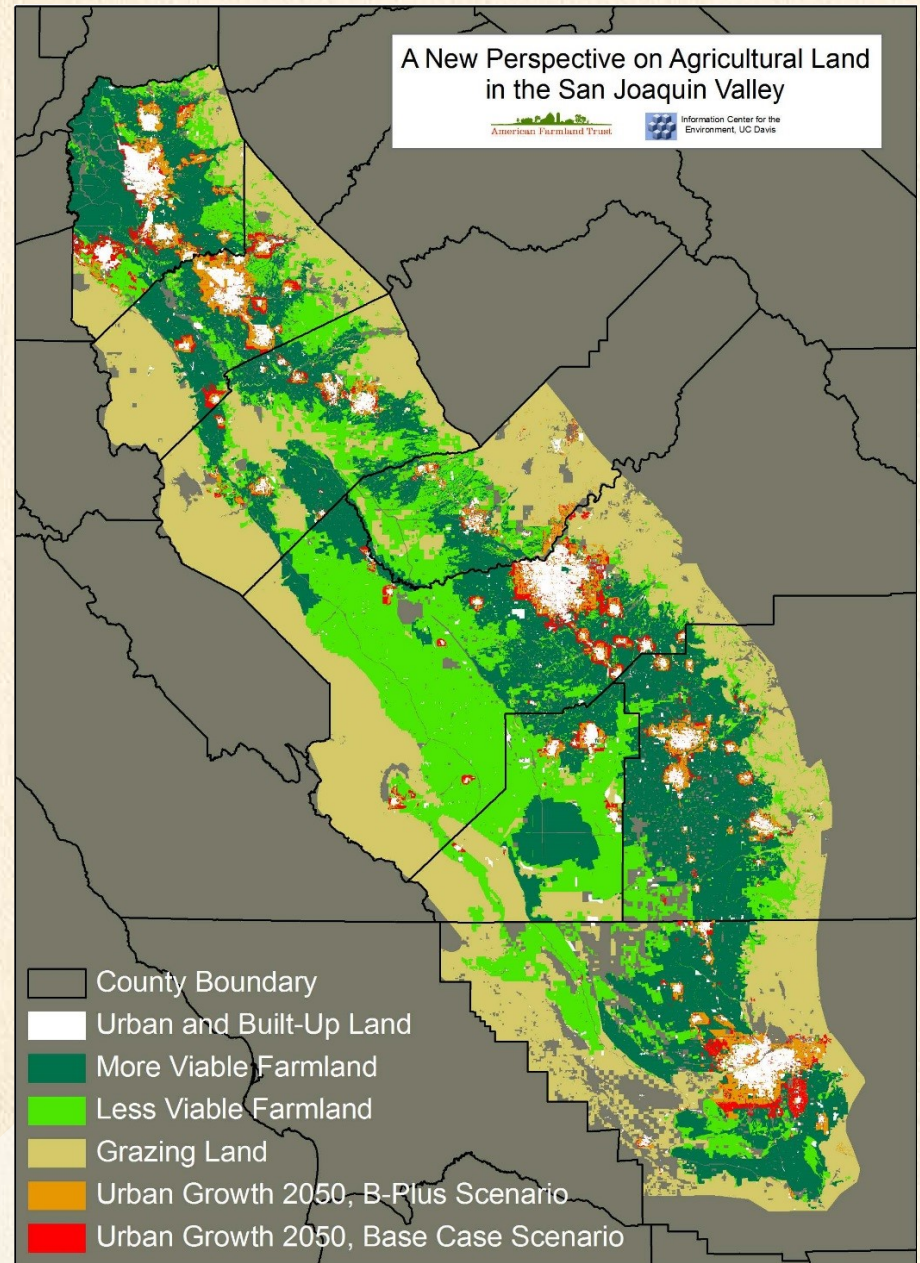 A New Perspective on Agricultural Land
in the San Joaquin Valley
American Farmland Trust
Information Center for the
Environment, UC Davis
County Boundary
Urban and Built-Up Land
More Viable Farmland
Less Viable Farmland
Grazing Land
Urban Growth 2050, B-Plus Scenario
Urban Growth 2050, Base Case Scenario